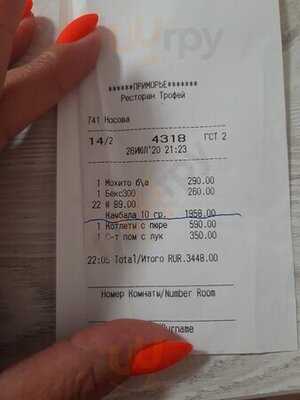 ******ПРИМОРЬЕ*******
Ресторан Трофей
741 Носова
14/2 4318 ГСТ 2
26ИЮЛ'20 21:23
1 Мохито б\а 290.00
1 Бекс300 260.00
22 @ 89.00
Камбала 10 гр. 1958.00
1 Котлеты с пюре 590.00
1 С-т пом с лук 350.00
22:05 Total/Итого RUR.3448.00
Номер Комнаты/Number Room